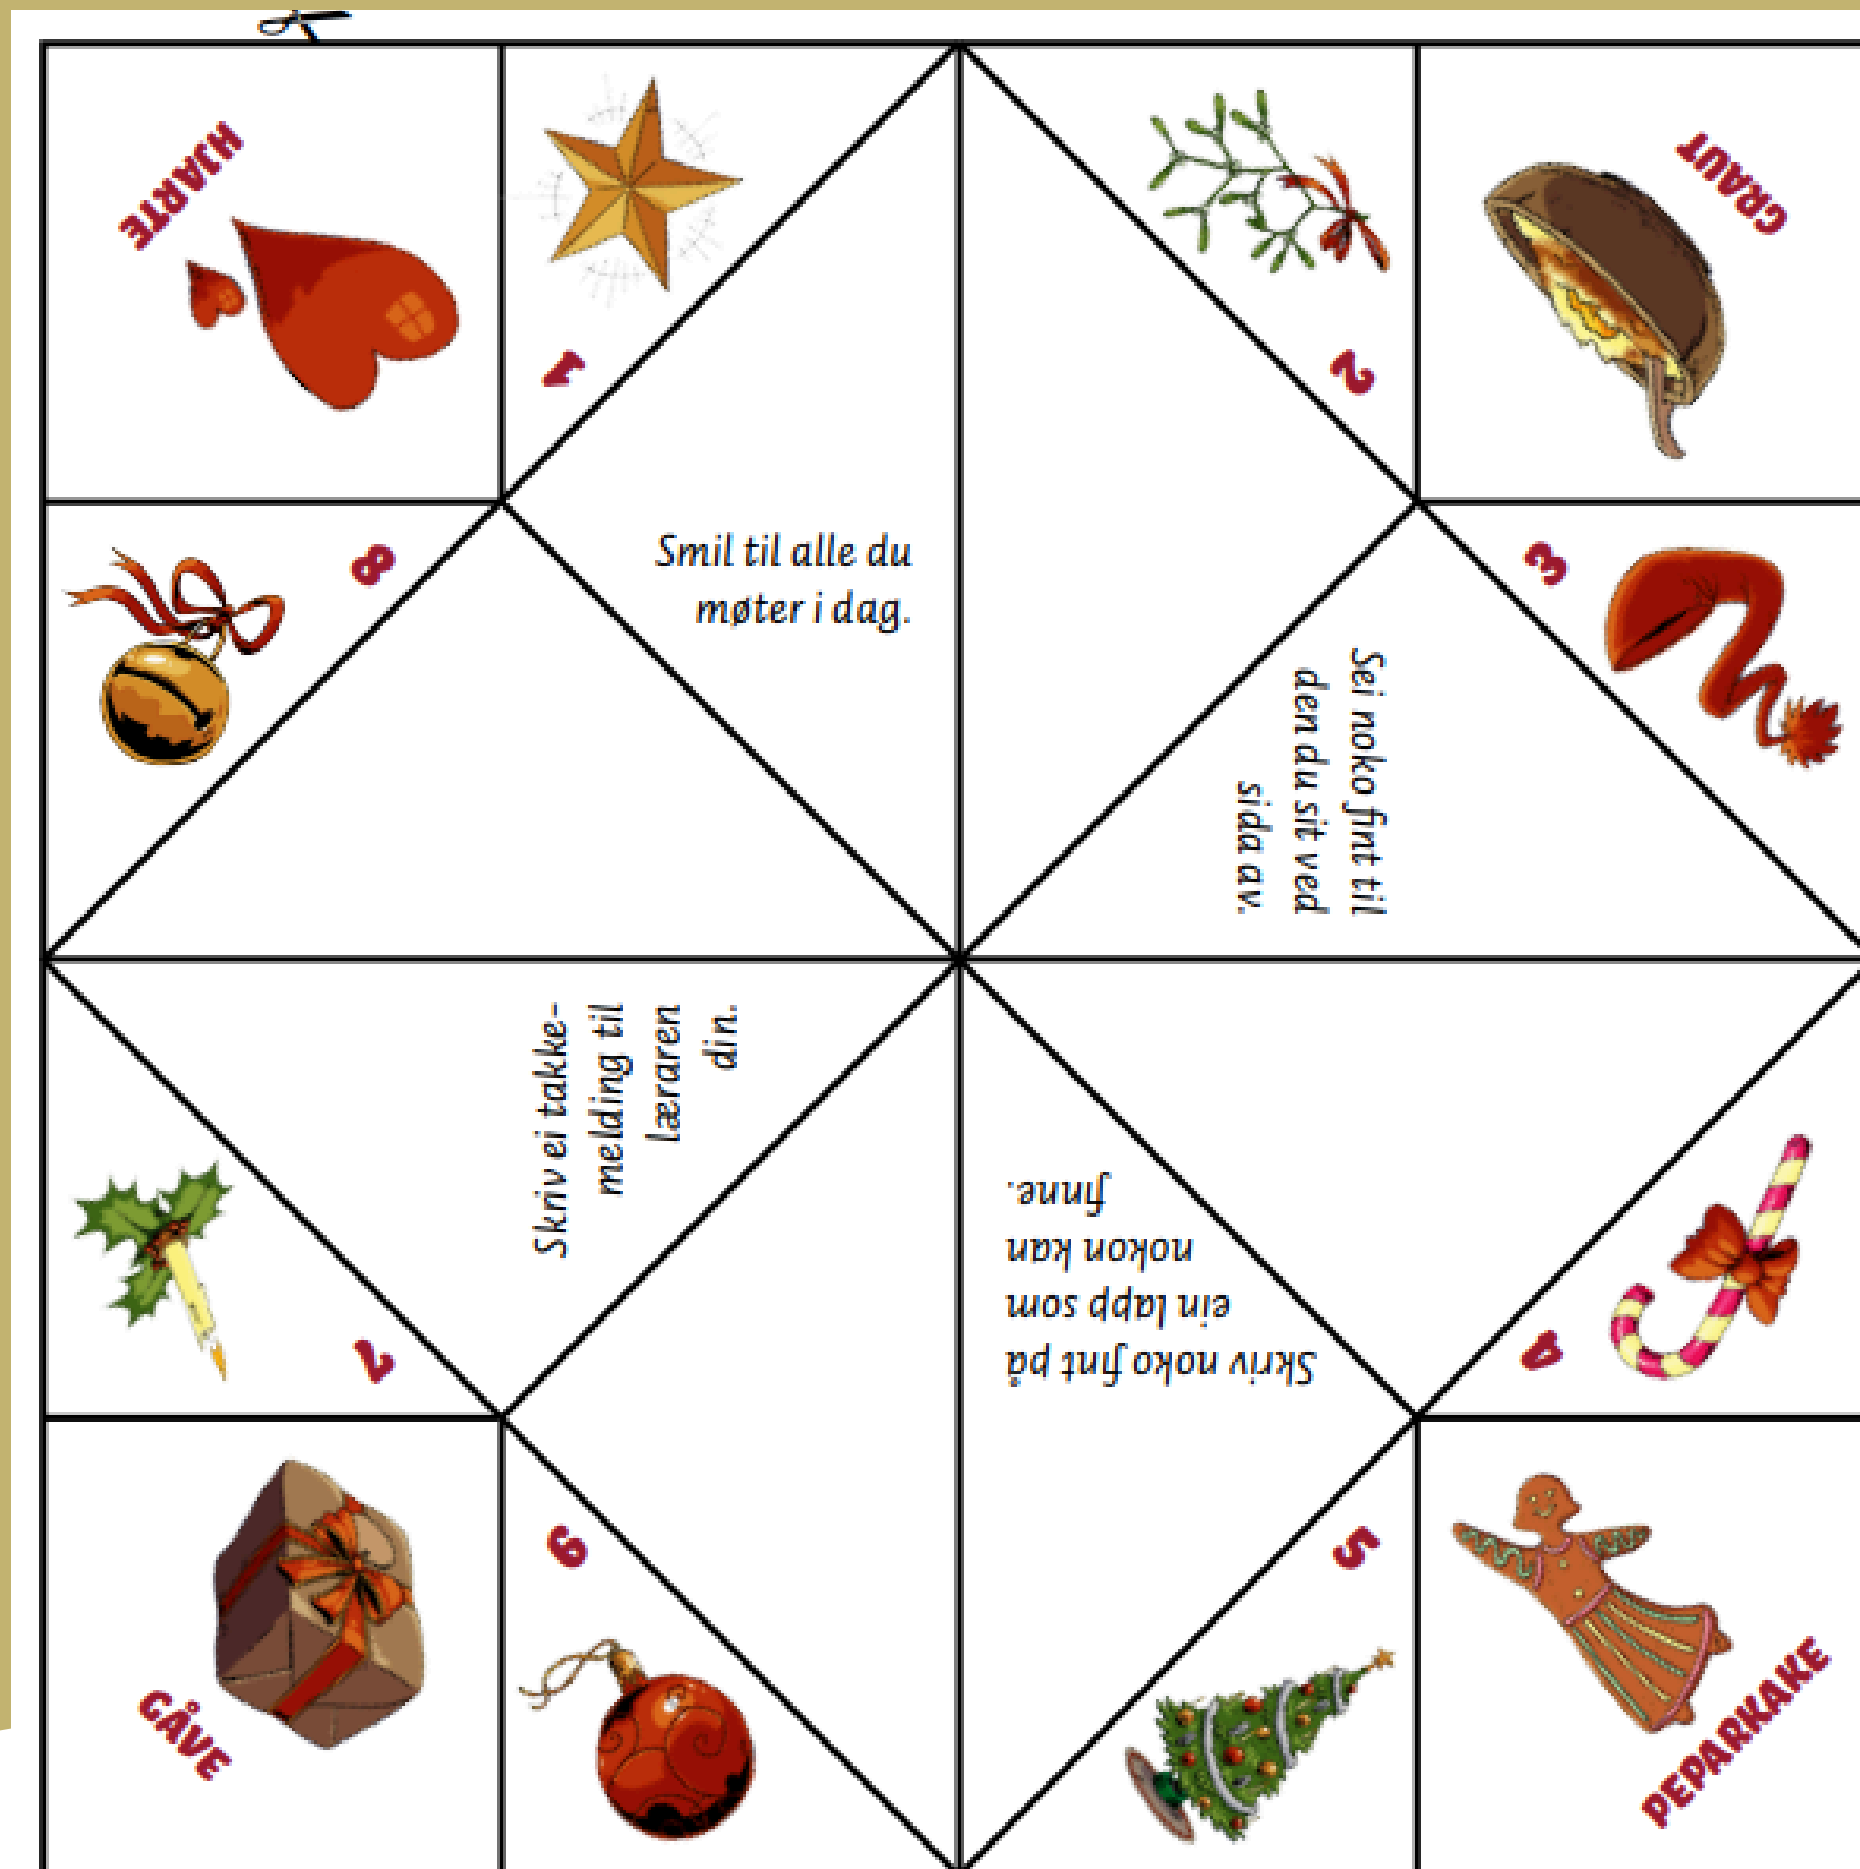 HJARTE
1
2
GRAUT
8
Smil til alle du
møter i dag.
3
Sei noko fint til
den du sit ved
sida av.
Skriv ei takke-
melding til
læraren
din.
7
Skriv noko fint på
ein lapp som
nokon kan
finne.
4
GÅVE
6
5
PEPARKAKE